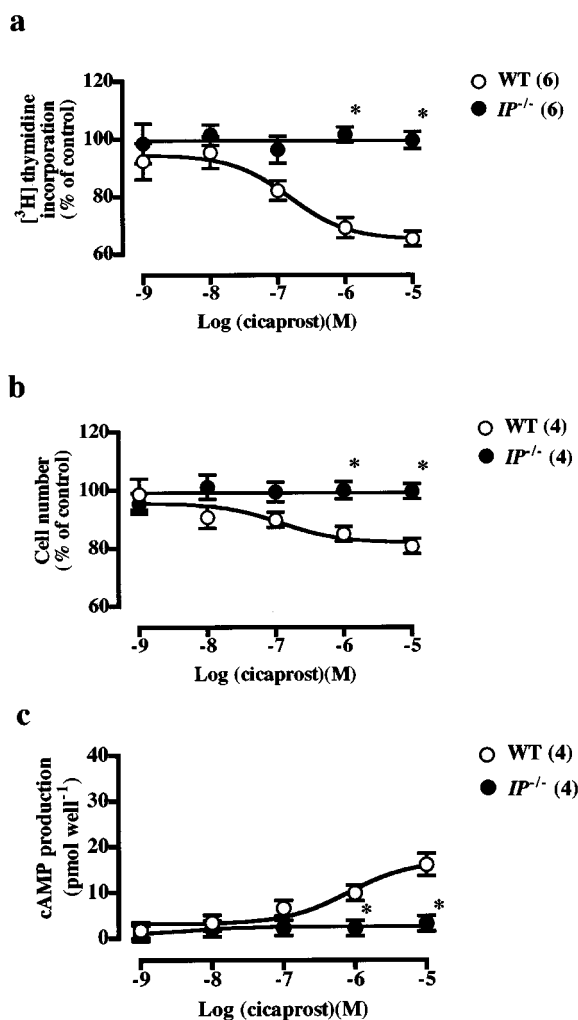 a
[³H] thymidine
incorporation
(% of control)
120
100
80
60
* *
WT (6)
IP⁻/⁻ (6)
-9 -8 -7 -6 -5
Log (cicaprost)(M)
b
Cell number
(% of control)
120
100
80
60
* *
WT (4)
IP⁻/⁻ (4)
-9 -8 -7 -6 -5
Log (cicaprost)(M)
c
cAMP production
(pmol well⁻¹)
40
30
20
10
0
* *
WT (4)
IP⁻/⁻ (4)
-9 -8 -7 -6 -5
Log (cicaprost)(M)